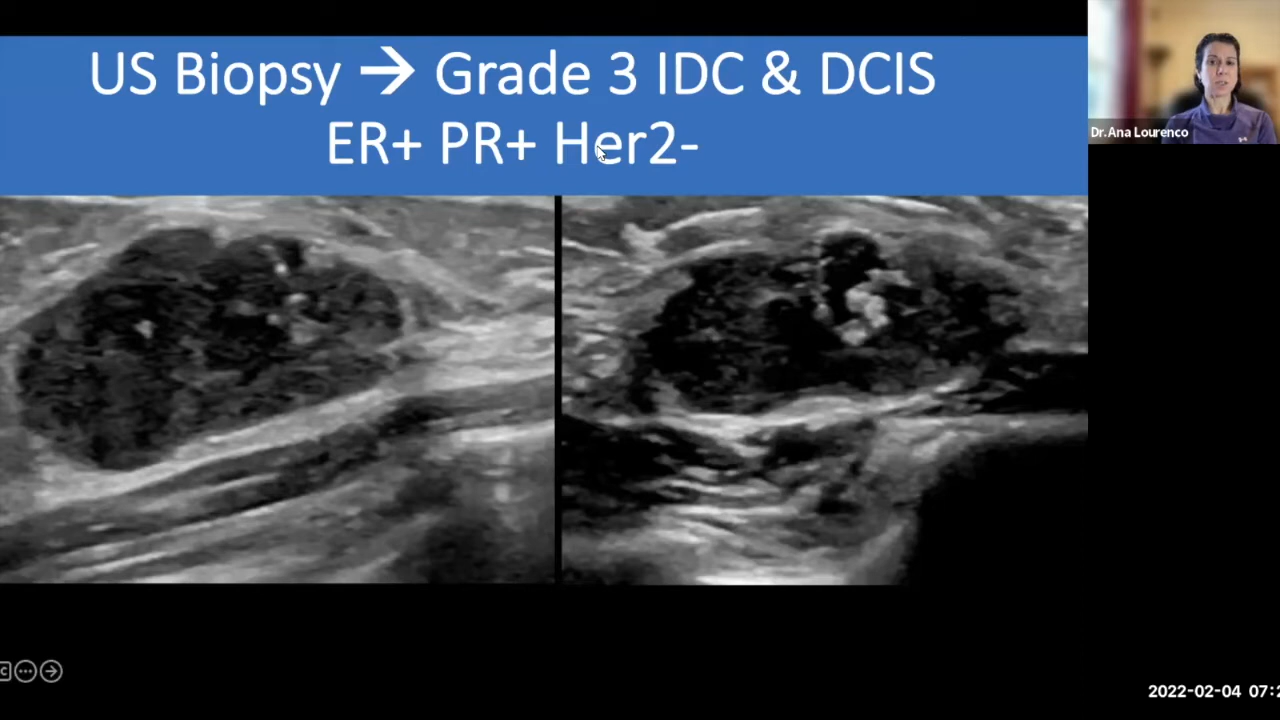 US Biopsy → Grade 3 IDC & DCIS
ER+ PR+ Her2-
Dr. Ana Lourenco
2022-02-04 07:2